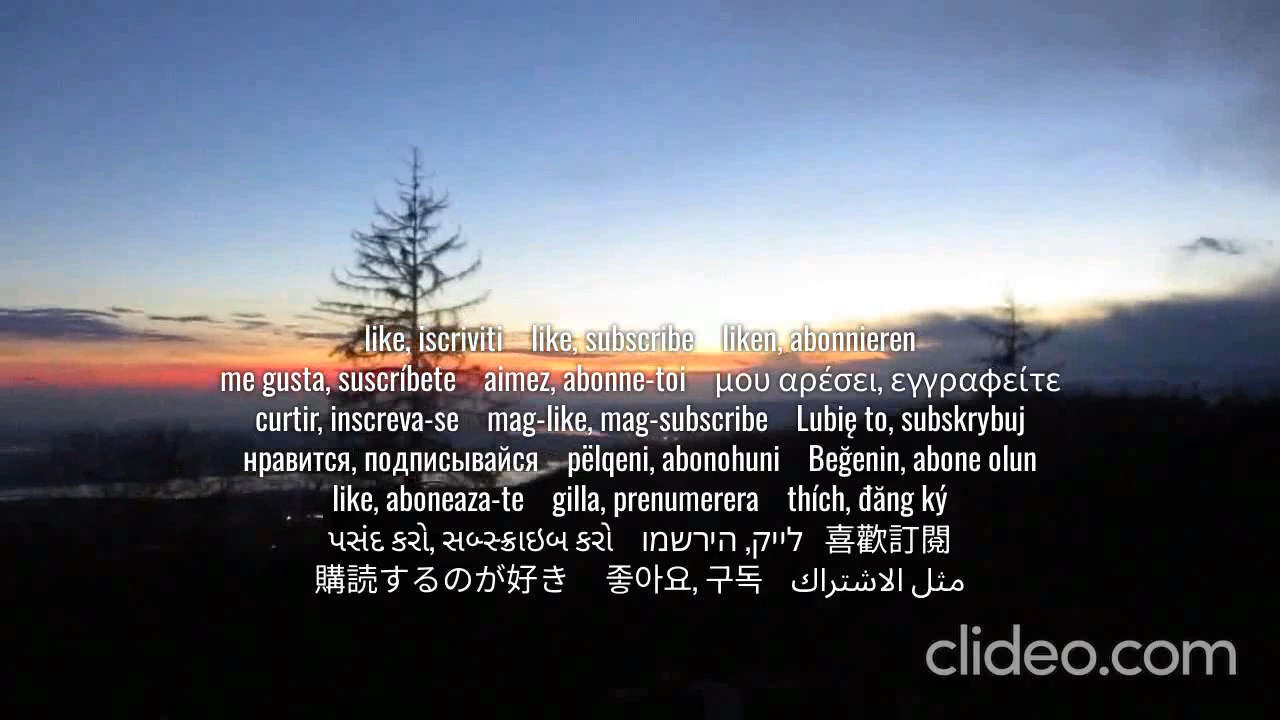 like, iscriviti    like, subscribe    liken, abonnieren
me gusta, suscríbete    aimez, abonne-toi    μου αρέσει, εγγραφείτε
curtir, inscreva-se    mag-like, mag-subscribe    Lubię to, subskrybuj
нравится, подписывайся    pëlqeni, abonohuni    Beğenin, abone olun
like, aboneaza-te    gilla, prenumerera    thích, đăng ký
પસંદ કરો, સબ્સ્ક્રાઇબ કરો    לייק, הירשמו    喜歡訂閱
購読するのが好き    좋아요, 구독    مثل الاشتراك
clideo.com